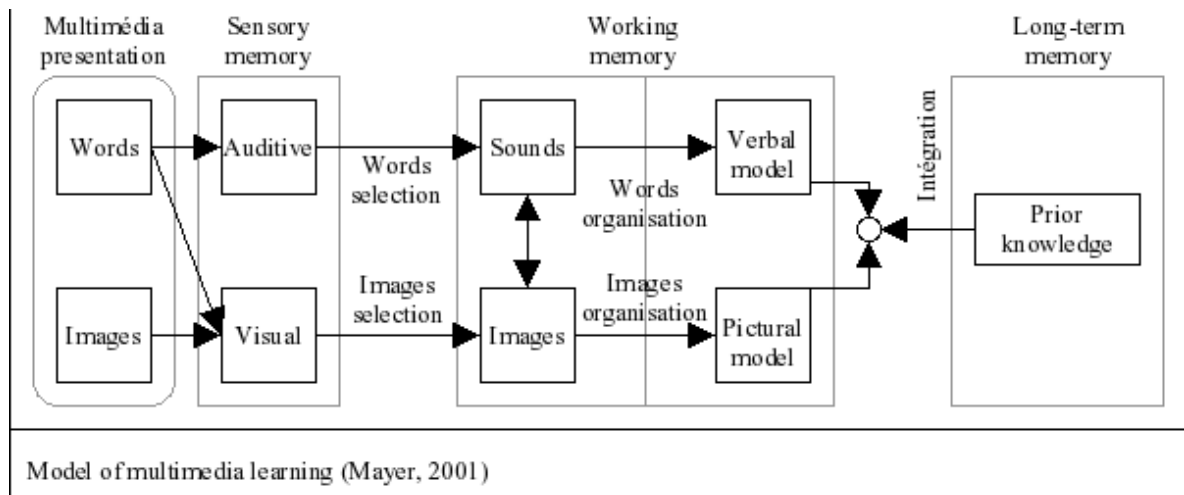 Multimédia
presentation
Sensory
memory
Working
memory
Long-term
memory
Words
Auditive
Words
selection
Sounds
Words
organisation
Verbal
model
Intégration
Prior
knowledge
Images
Visual
Images
selection
Images
Images
organisation
Pictural
model
Model of multimedia learning (Mayer, 2001)